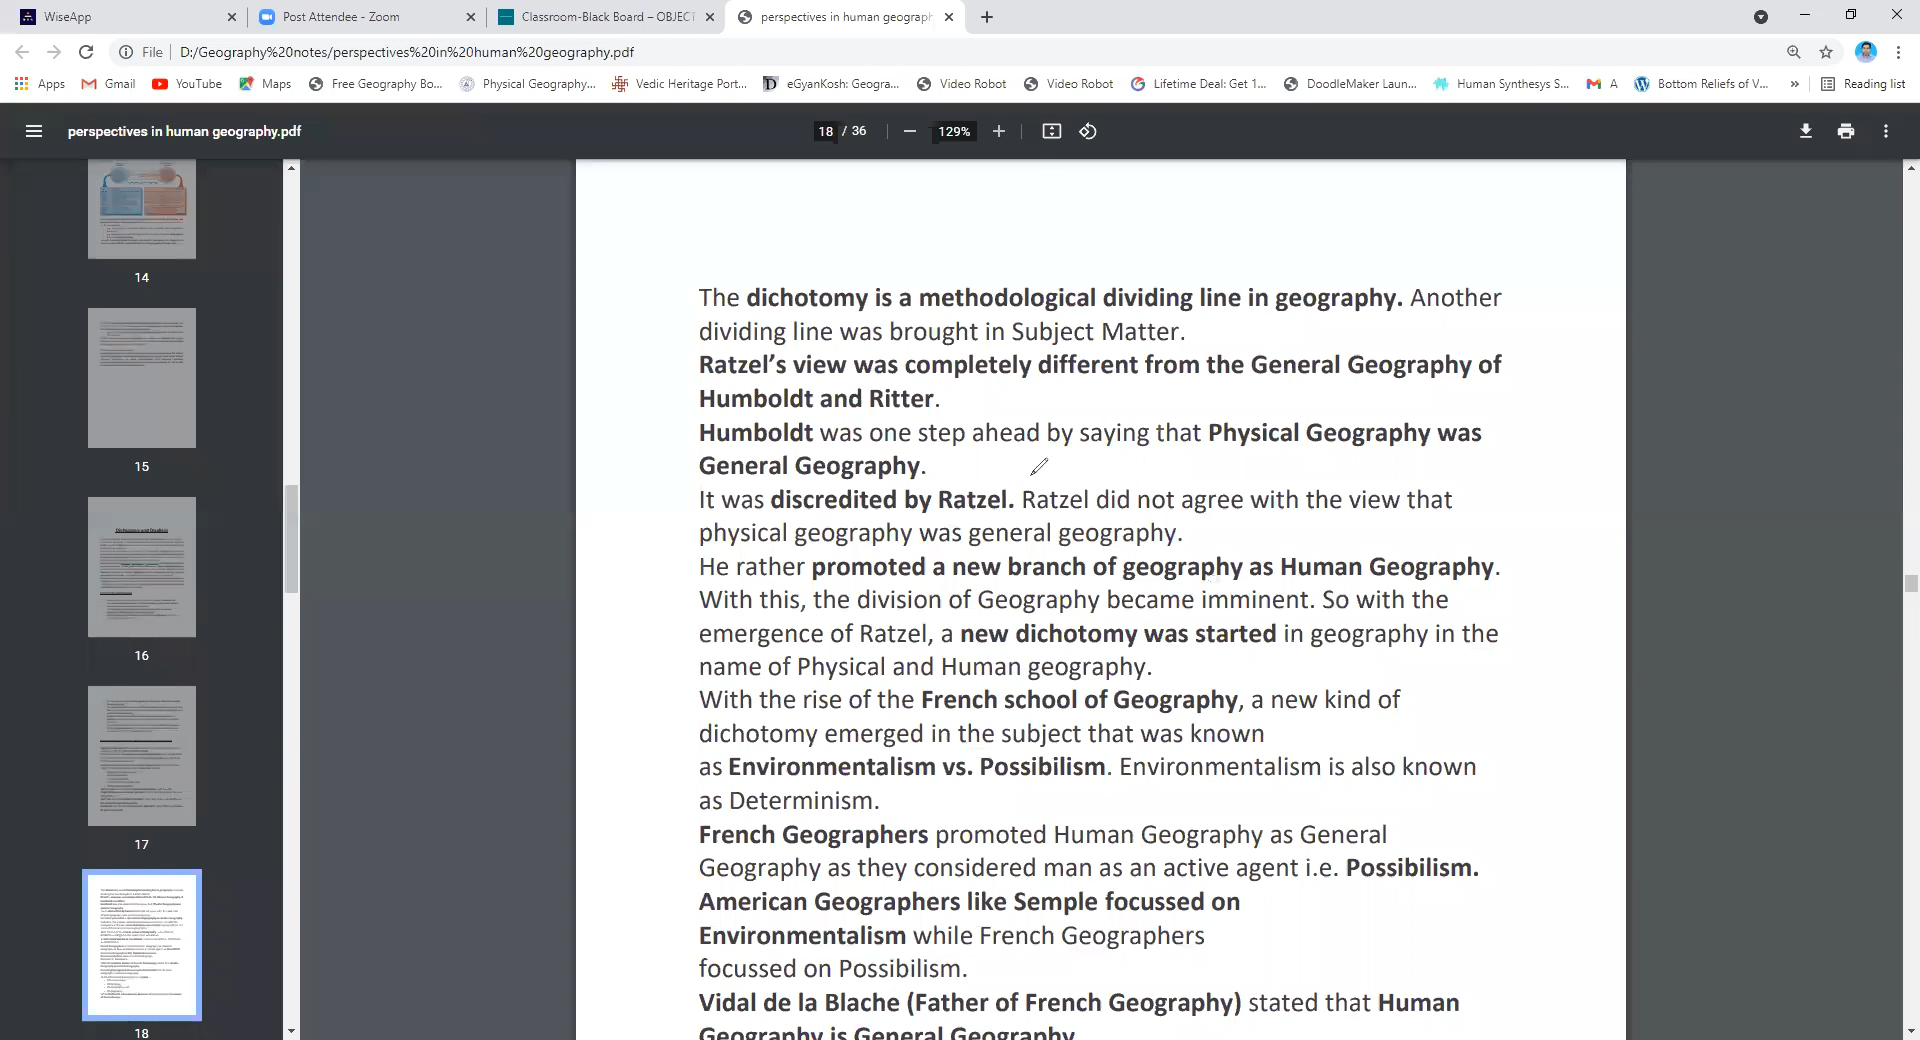 WiseApp
Post Attendee - Zoom
Classroom-Black Board – OBJECT
perspectives in human geograph
File
D:/Geography%20notes/perspectives%20in%20human%20geography.pdf
Apps
Gmail
YouTube
Maps
Free Geography Bo...
Physical Geography...
Vedic Heritage Port...
eGyanKosh: Geogra...
Video Robot
Video Robot
Lifetime Deal: Get 1...
DoodleMaker Laun...
Human Synthesys S...
A
Bottom Reliefs of V...
»
Reading list
perspectives in human geography.pdf
18 / 36
129%
14
15
16
17
18
The dichotomy is a methodological dividing line in geography. Another
dividing line was brought in Subject Matter.
Ratzel’s view was completely different from the General Geography of
Humboldt and Ritter.
Humboldt was one step ahead by saying that Physical Geography was
General Geography.
It was discredited by Ratzel. Ratzel did not agree with the view that
physical geography was general geography.
He rather promoted a new branch of geography as Human Geography.
With this, the division of Geography became imminent. So with the
emergence of Ratzel, a new dichotomy was started in geography in the
name of Physical and Human geography.
With the rise of the French school of Geography, a new kind of
dichotomy emerged in the subject that was known
as Environmentalism vs. Possibilism. Environmentalism is also known
as Determinism.
French Geographers promoted Human Geography as General
Geography as they considered man as an active agent i.e. Possibilism.
American Geographers like Semple focussed on
Environmentalism while French Geographers
focussed on Possibilism.
Vidal de la Blache (Father of French Geography) stated that Human
Geography is General Geography